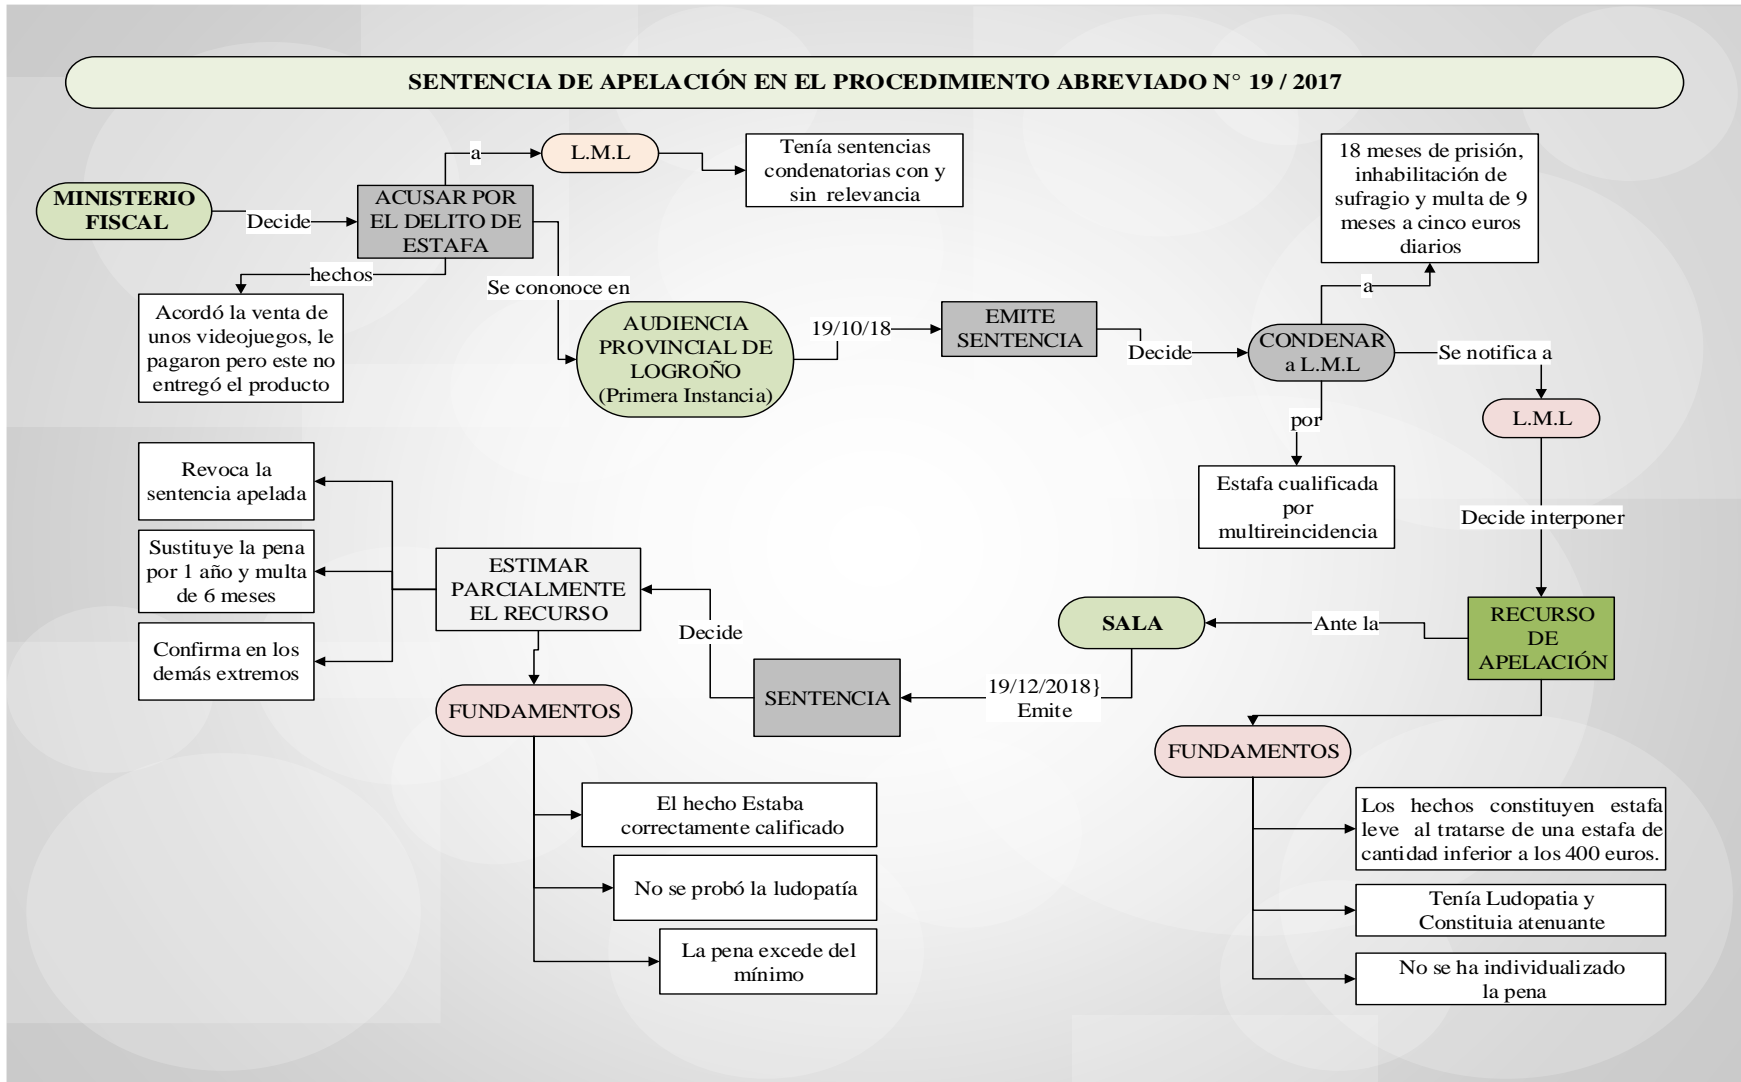 SENTENCIA DE APELACIÓN EN EL PROCEDIMIENTO ABREVIADO N° 19 / 2017
MINISTERIO
FISCAL
Decide
ACUSAR POR
EL DELITO DE
ESTAFA
a
L.M.L
Tenía sentencias
condenatorias con y
sin relevancia
hechos
Acordó la venta de
unos videojuegos, le
pagaron pero este no
entregó el producto
Se cononoce en
AUDIENCIA
PROVINCIAL DE
LOGROÑO
(Primera Instancia)
19/10/18
EMITE
SENTENCIA
Decide
CONDENAR
a L.M.L
a
18 meses de prisión,
inhabilitación de
sufragio y multa de 9
meses a cinco euros
diarios
por
Estafa cualificada
por
multireincidencia
Se notifica a
L.M.L
Decide interponer
RECURSO
DE
APELACIÓN
FUNDAMENTOS
Los hechos constituyen estafa
leve al tratarse de una estafa de
cantidad inferior a los 400 euros.
Tenía Ludopatia y
Constituia atenuante
No se ha individualizado
la pena
Ante la
SALA
19/12/2018}
Emite
SENTENCIA
Decide
ESTIMAR
PARCIALMENTE
EL RECURSO
Revoca la
sentencia apelada
Sustituye la pena
por 1 año y multa
de 6 meses
Confirma en los
demás extremos
FUNDAMENTOS
El hecho Estaba
correctamente calificado
No se probó la ludopatía
La pena excede del
mínimo